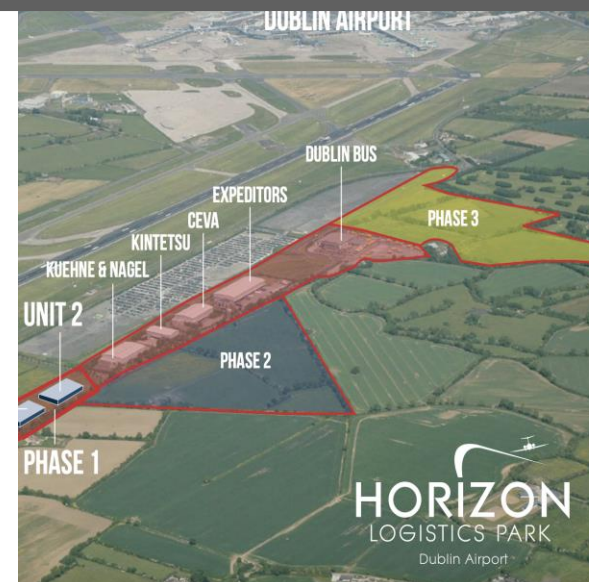 DUBLIN AIRPORT
DUBLIN BUS
EXPEDITORS
PHASE 3
CEVA
KINTETSU
KUEHNE & NAGEL
UNIT 2
PHASE 2
PHASE 1
HORIZON
LOGISTICS PARK
Dublin Airport